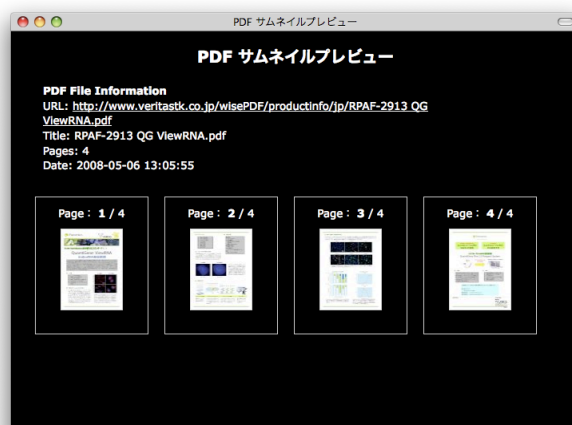 PDF サムネイルプレビュー
PDF サムネイルプレビュー
PDF File Information
URL: http://www.veritastk.co.jp/wisePDF/productinfo/jp/RPAF-2913 QG
ViewRNA.pdf
Title: RPAF-2913 QG ViewRNA.pdf
Pages: 4
Date: 2008-05-06 13:05:55
Page： 1 / 4
Page： 2 / 4
Page： 3 / 4
Page： 4 / 4